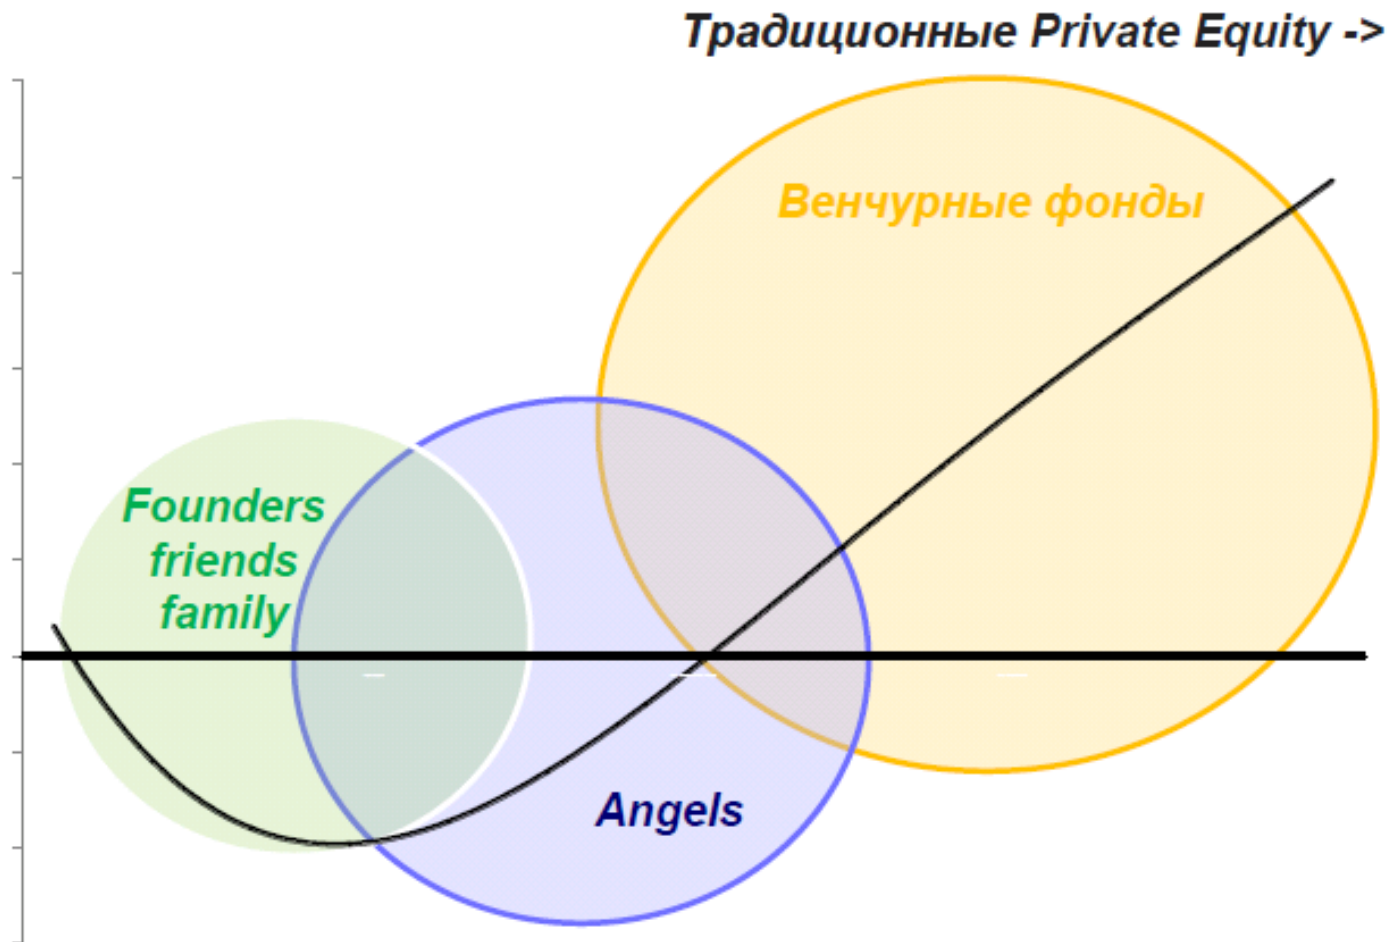 Традиционные Private Equity ->
Венчурные фонды
Founders
friends
family
Angels